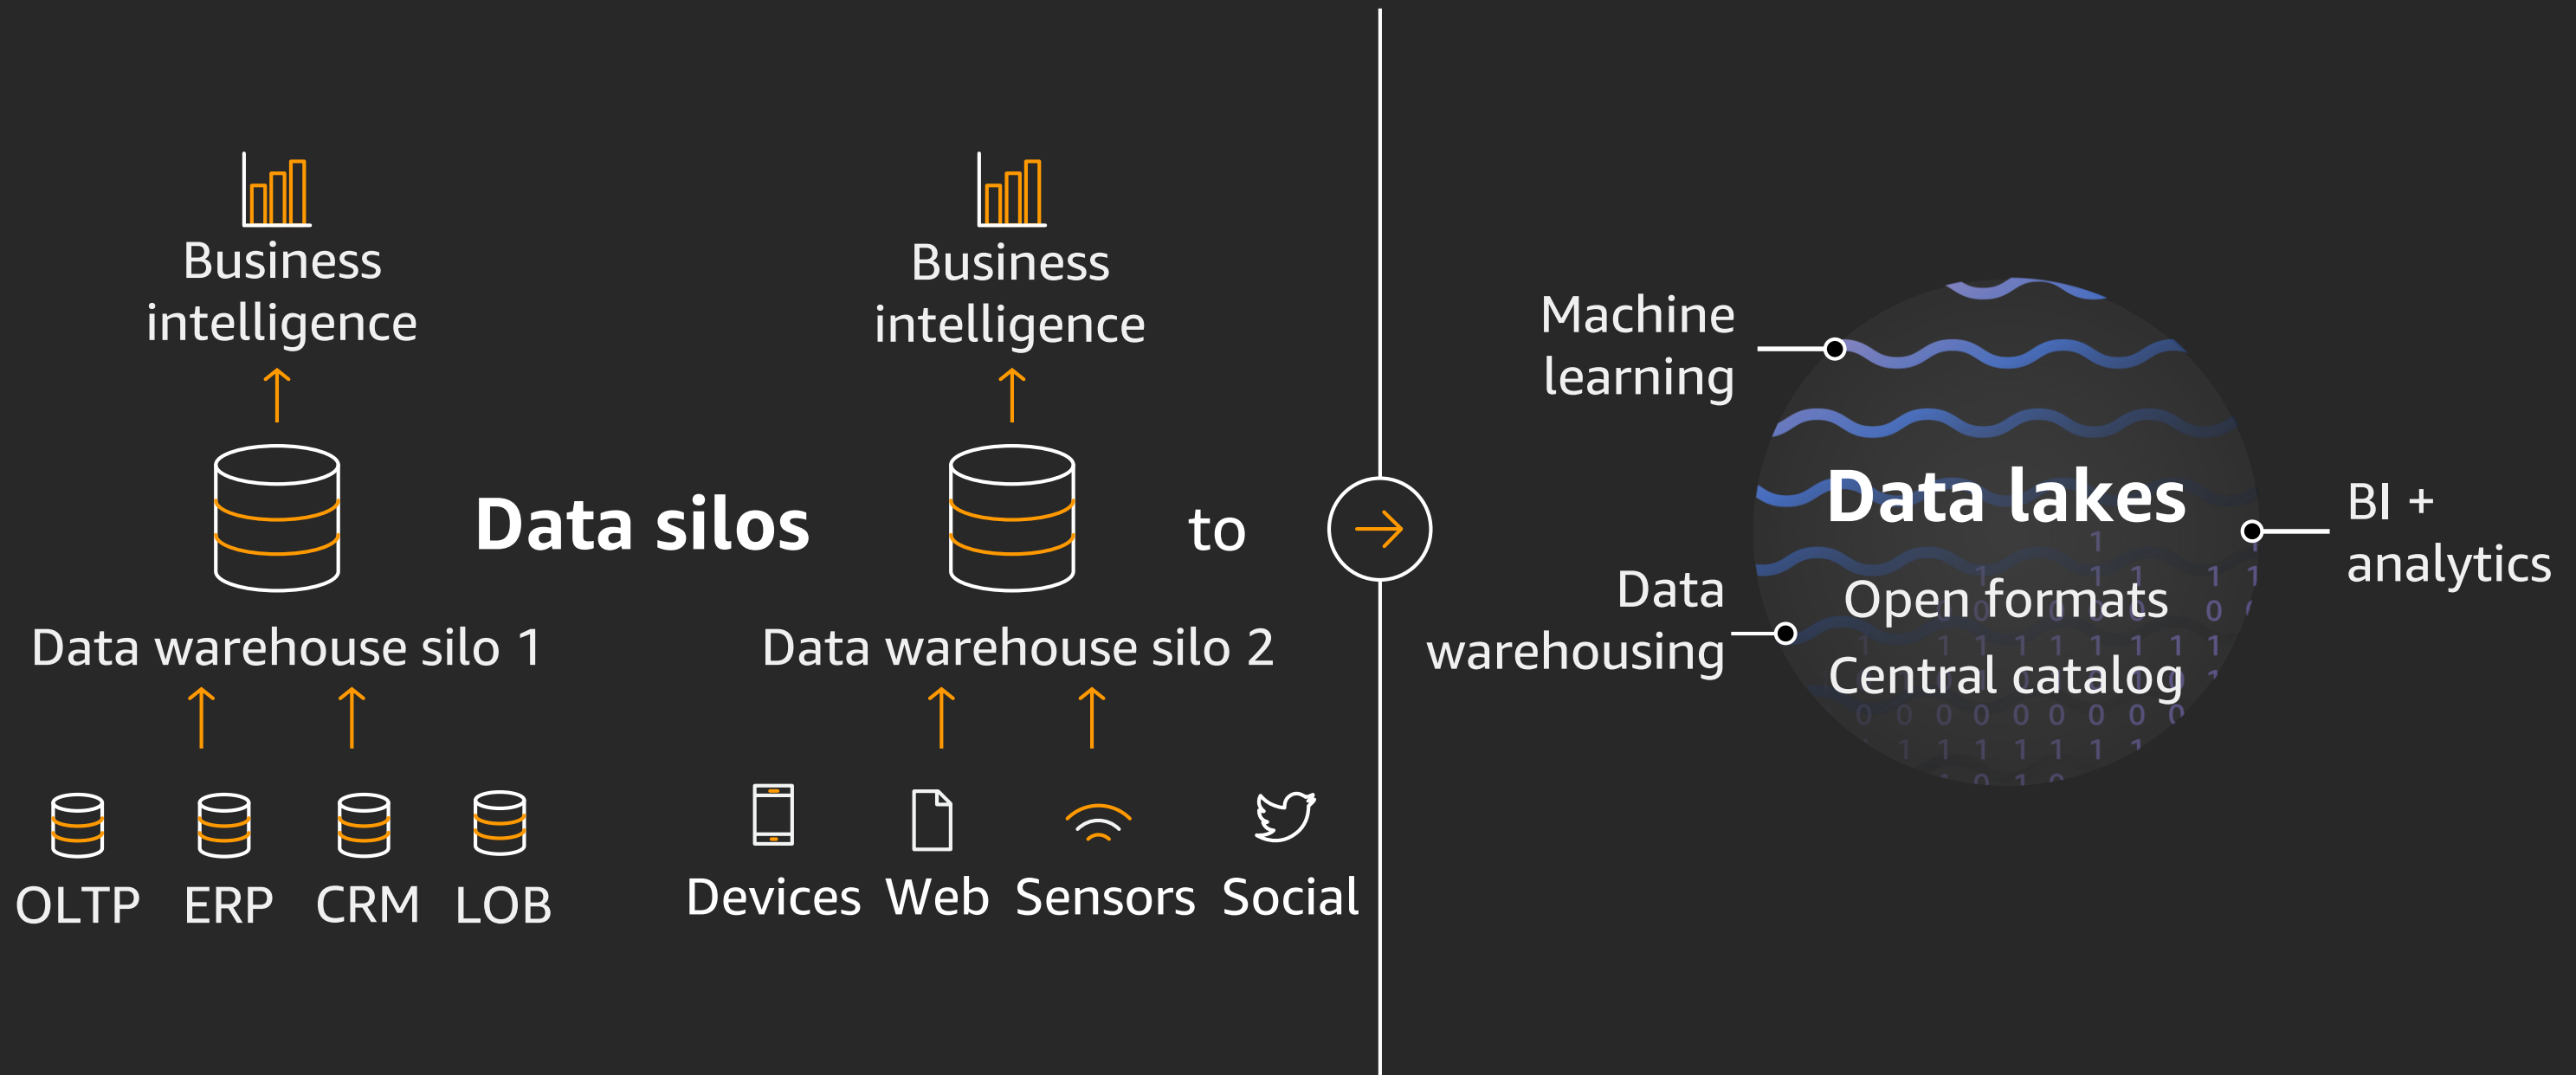 Business
intelligence
Data warehouse silo 1
OLTP
ERP
CRM
LOB
Data silos
Business
intelligence
Data warehouse silo 2
Devices
Web
Sensors
Social
to
Machine
learning
Data
warehousing
Data lakes
Open formats
Central catalog
BI +
analytics